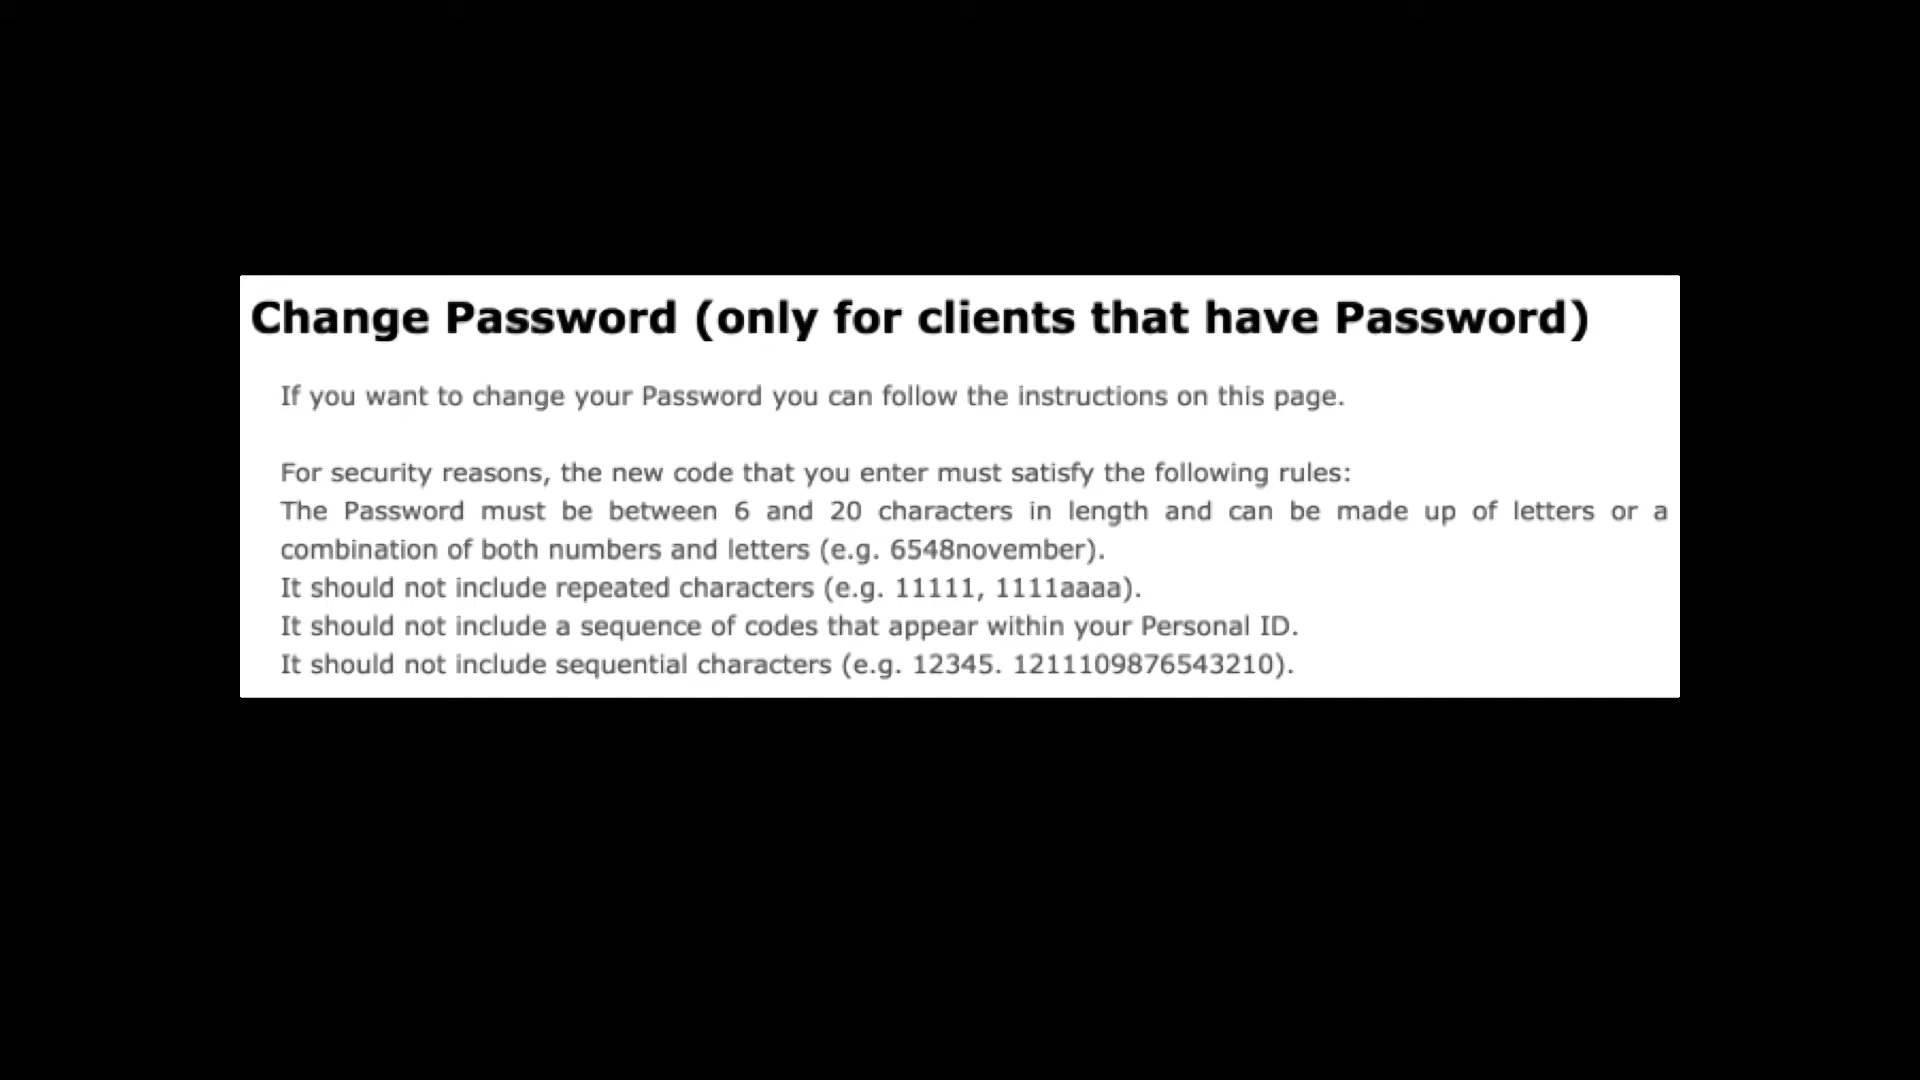 Change Password (only for clients that have Password)
If you want to change your Password you can follow the instructions on this page.
For security reasons, the new code that you enter must satisfy the following rules:
The Password must be between 6 and 20 characters in length and can be made up of letters or a
combination of both numbers and letters (e.g. 6548november).
It should not include repeated characters (e.g. 11111, 1111aaaa).
It should not include a sequence of codes that appear within your Personal ID.
It should not include sequential characters (e.g. 12345. 1211109876543210).